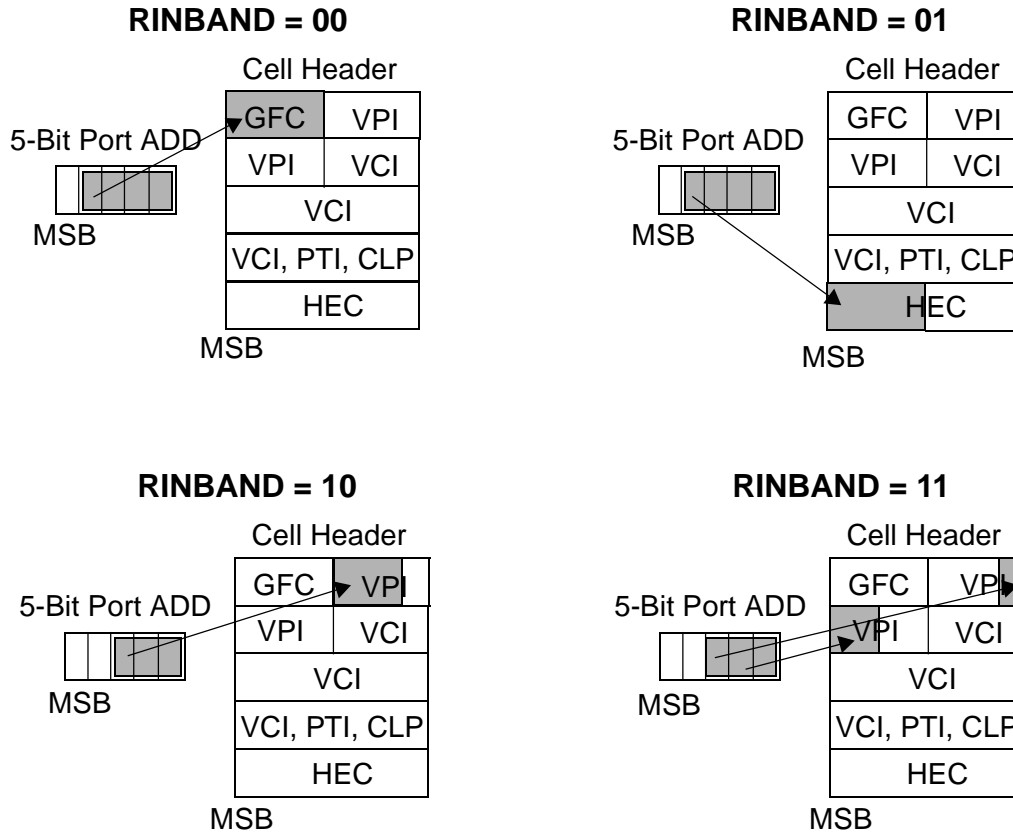 RINBAND = 00
Cell Header
GFC VPI
5-Bit Port ADD
VPI VCI
VCI
MSB
VCI, PTI, CLP
HEC
MSB
RINBAND = 01
Cell Header
GFC VPI
5-Bit Port ADD
VPI VCI
VCI
MSB
VCI, PTI, CLP
HEC
MSB
RINBAND = 10
Cell Header
GFC VPI
5-Bit Port ADD
VPI VCI
VCI
MSB
VCI, PTI, CLP
HEC
MSB
RINBAND = 11
Cell Header
GFC VPI
5-Bit Port ADD
VPI VCI
VCI
MSB
VCI, PTI, CLP
HEC
MSB